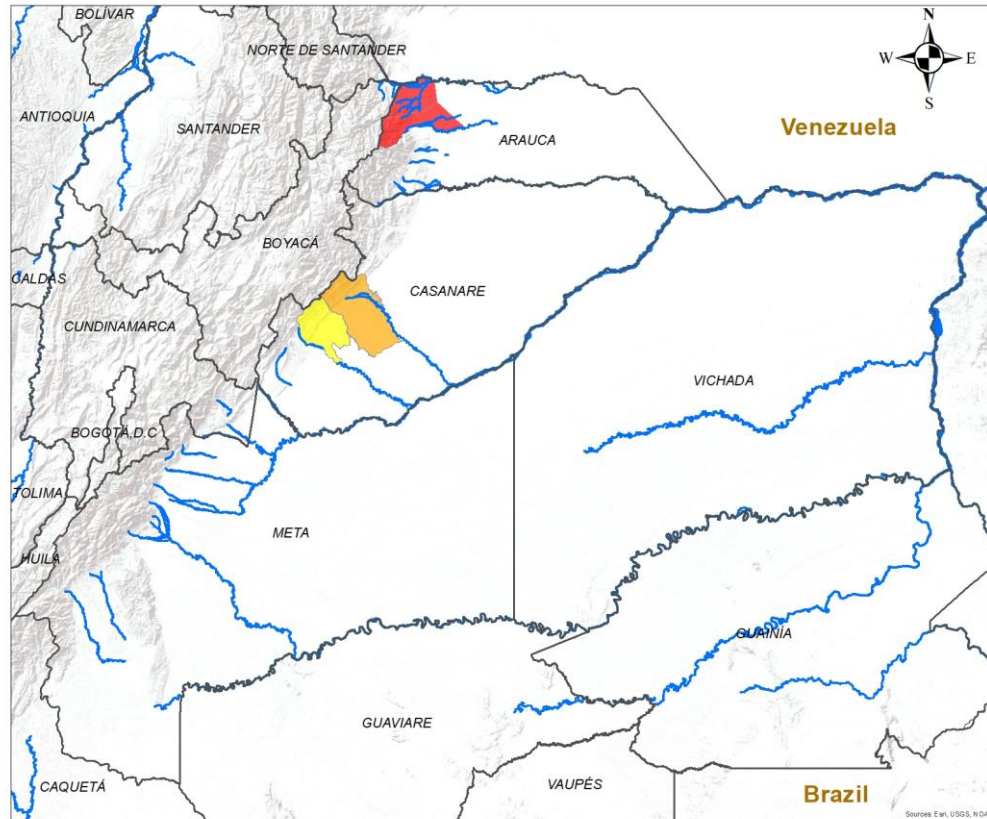 BOLÍVAR
N
NORTE DE SANTANDER
W
E
S
ANTIOQUIA
SANTANDER
Venezuela
ARAUCA
BOYACÁ
CALDAS
CASANARE
CUNDINAMARCA
VICHADA
BOGOTÁ,D.C
TOLIMA
META
HUILA
GUAINÍA
GUAVIARE
CAQUETÁ
VAUPÉS
Brazil
Sources: Esri, USGS, NOA